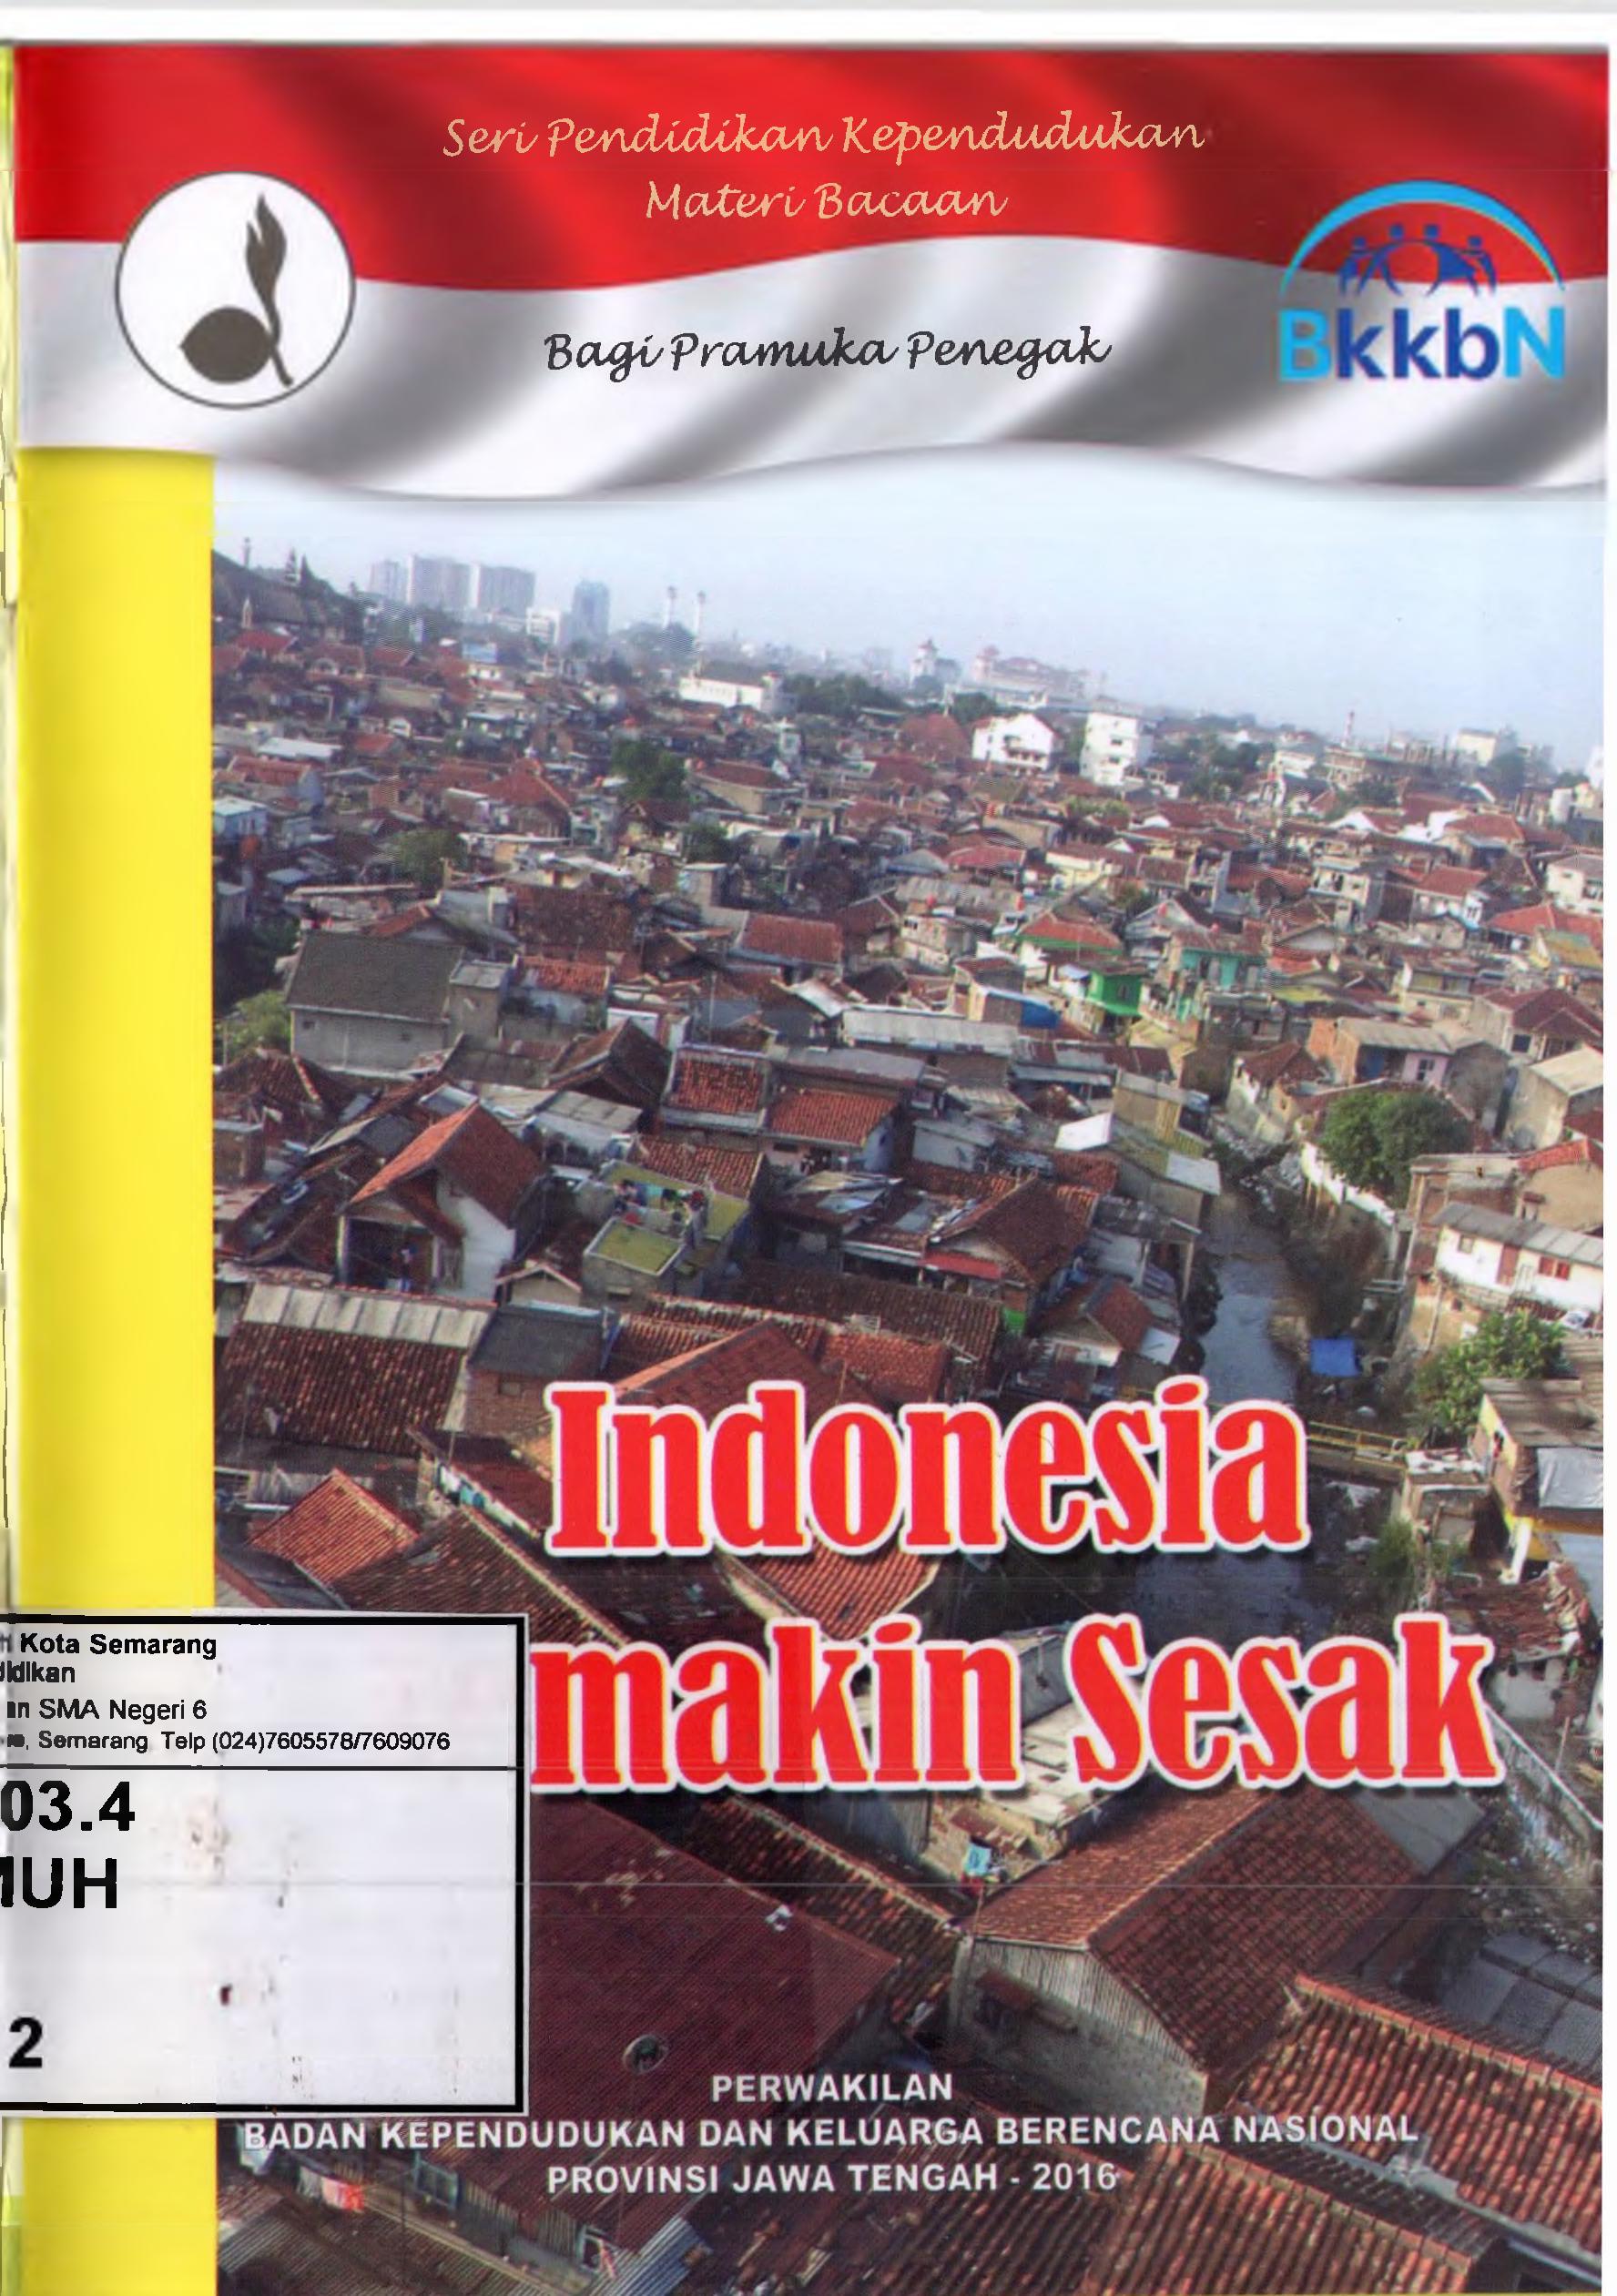 Seri Pendidikan Kependudukan
Materi Bacaan
Bagi Pramuka Penegak
BkkbN
Indonesia
makin Sesak
Kota Semarang
SMA Negeri 6
Semarang Telp (024)7605578/7609076
03.4
MUH
2
PERWAKILAN
BADAN KEPENDUDUKAN DAN KELUARGA BERENCANA NASIONAL
PROVINSI JAWA TENGAH - 2016